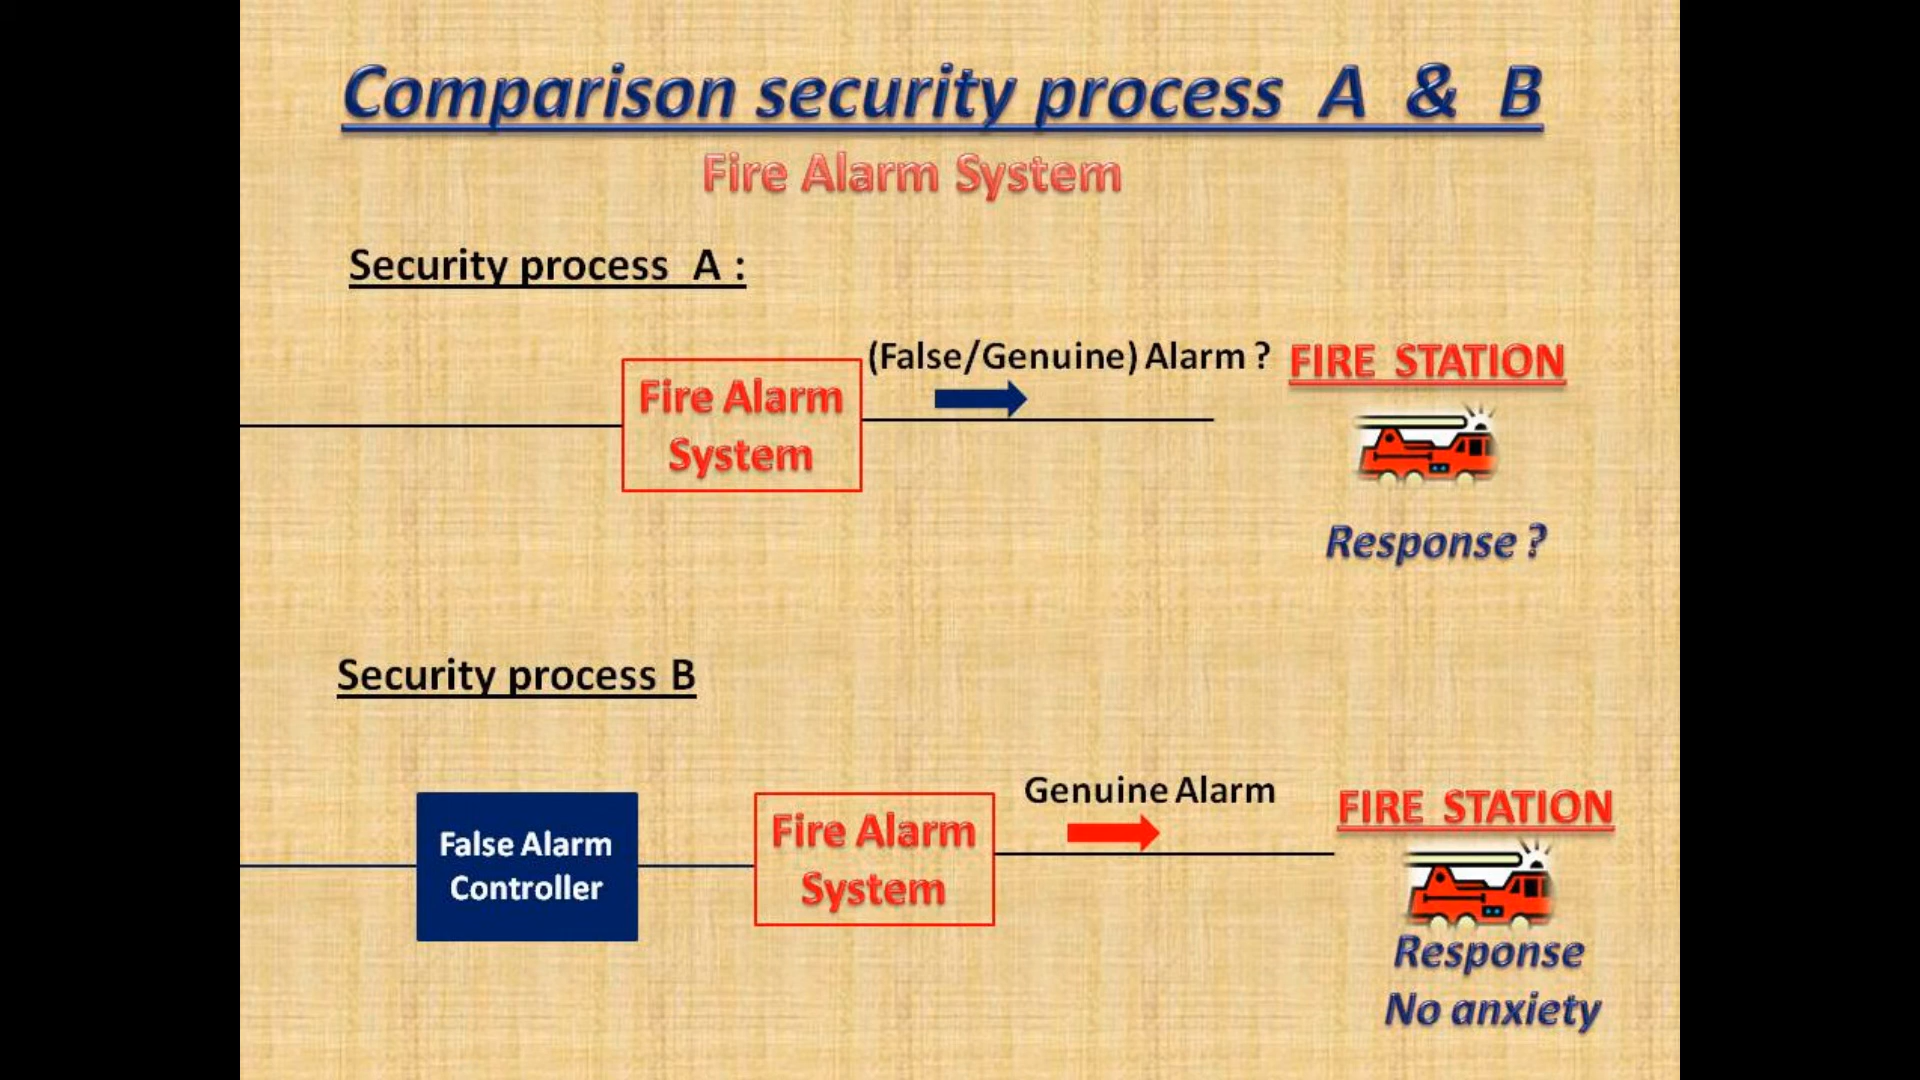 Comparison security process A & B
Fire Alarm System
Security process A :
(False/Genuine) Alarm ?
FIRE STATION
Fire Alarm
System
Response ?
Security process B
Genuine Alarm
FIRE STATION
False Alarm
Controller
Fire Alarm
System
Response
No anxiety